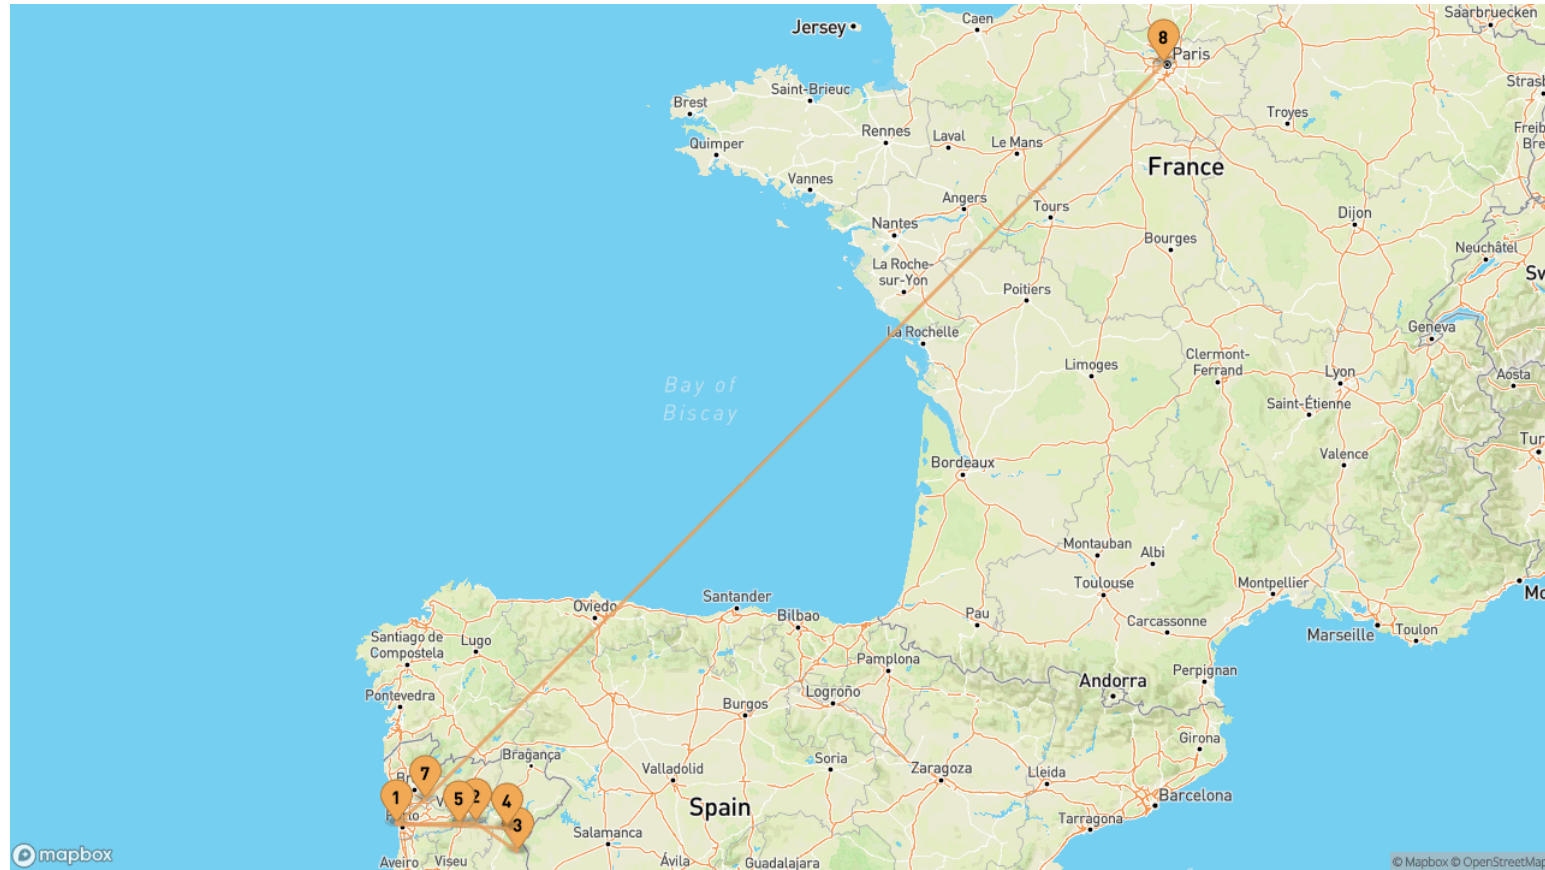 Jersey
Caen
8
Paris
Saarbruecken
Brest
Saint-Brieuc
Troyes
Quimper
Rennes
Laval
Le Mans
France
Vannes
Angers
Tours
Nantes
Bourges
Dijon
Neuchâtel
La Roche-
sur-Yon
Poitiers
La Rochelle
Geneva
Bay of
Biscay
Limoges
Clermont-
Ferrand
Lyon
Aosta
Saint-Étienne
Valence
Bordeaux
Montauban
Albi
Toulouse
Montpellier
Santander
Oviedo
Bilbao
Pau
Carcassonne
Marseille
Toulon
Santiago de
Compostela
Lugo
Pamplona
Perpignan
Andorra
Pontevedra
Logroño
Burgos
Girona
Bragança
Soria
Valladolid
Zaragoza
Lleida
7
1
5
2
4
3
Spain
Barcelona
Tarragona
Salamanca
Aveiro
Viseu
Ávila
Guadalajara
mapbox
© Mapbox © OpenStreetMap